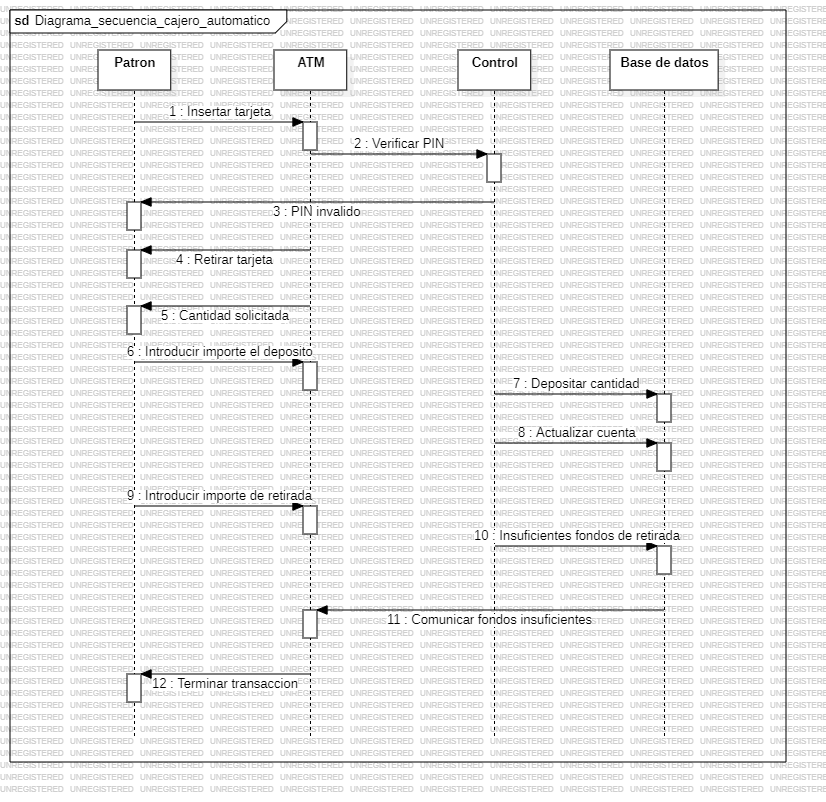 sd Diagrama_secuencia_cajero_automatico
Patron
ATM
Control
Base de datos
1 : Insertar tarjeta
2 : Verificar PIN
3 : PIN invalido
4 : Retirar tarjeta
5 : Cantidad solicitada
6 : Introducir importe el deposito
7 : Depositar cantidad
8 : Actualizar cuenta
9 : Introducir importe de retirada
10 : Insuficientes fondos de retirada
11 : Comunicar fondos insuficientes
12 : Terminar transaccion
UNREGISTERED